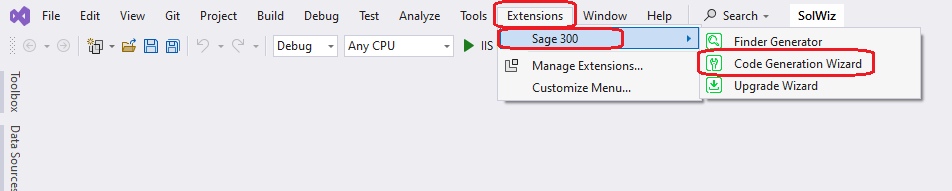 File Edit View Git Project Build Debug Test Analyze Tools Extensions Window Help Search SolWiz
Debug Any CPU IIS Sage 300 Finder Generator
Manage Extensions... Code Generation Wizard
Customize Menu... Upgrade Wizard
Toolbox
Data Sources